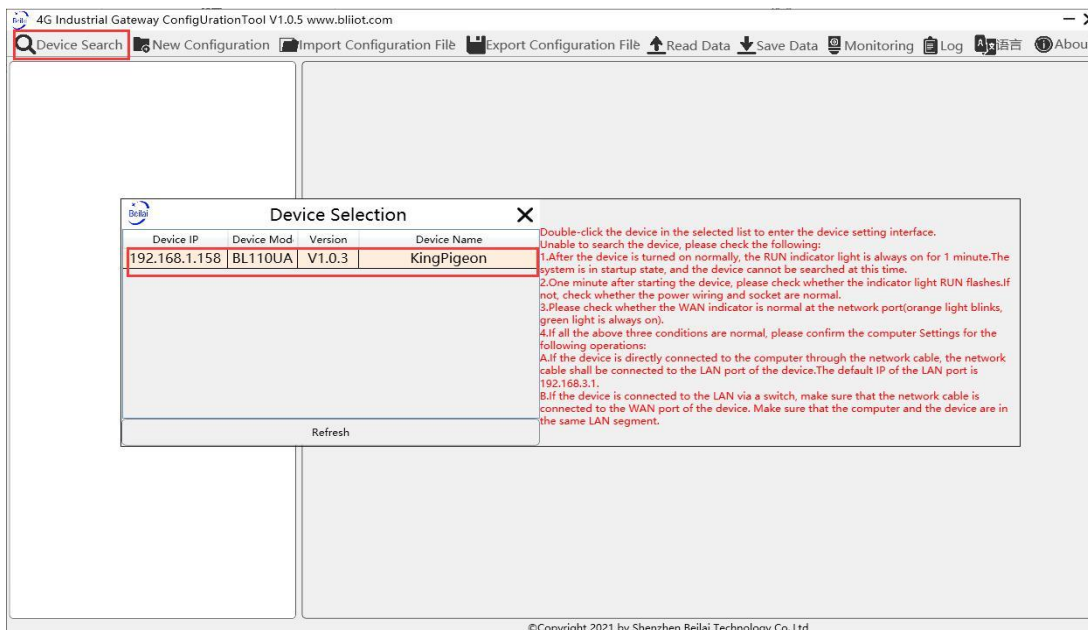 Beilai 4G Industrial Gateway ConfigUrationTool V1.0.5 www.bliiot.com
Device Search New Configuration Import Configuration File Export Configuration File Read Data Save Data Monitoring Log 语言 Abou
Beilai Device Selection
Device IP Device Mod Version Device Name
192.168.1.158 BL110UA V1.0.3 KingPigeon
Refresh
Double-click the device in the selected list to enter the device setting interface.
Unable to search the device, please check the following:
1.After the device is turned on normally, the RUN indicator light is always on for 1 minute.The
system is in startup state, and the device cannot be searched at this time.
2.One minute after starting the device, please check whether the indicator light RUN flashes.If
not, check whether the power wiring and socket are normal.
3.Please check whether the WAN indicator is normal at the network port(orange light blinks,
green light is always on).
4.If all the above three conditions are normal, please confirm the computer Settings for the
following operations:
A.If the device is directly connected to the computer through the network cable, the network
cable shall be connected to the LAN port of the device.The default IP of the LAN port is
192.168.3.1.
B.If the device is connected to the LAN via a switch, make sure that the network cable is
connected to the WAN port of the device. Make sure that the computer and the device are in
the same LAN segment.
©Copyright 2021 by Shenzhen Beilai Technology Co.,Ltd